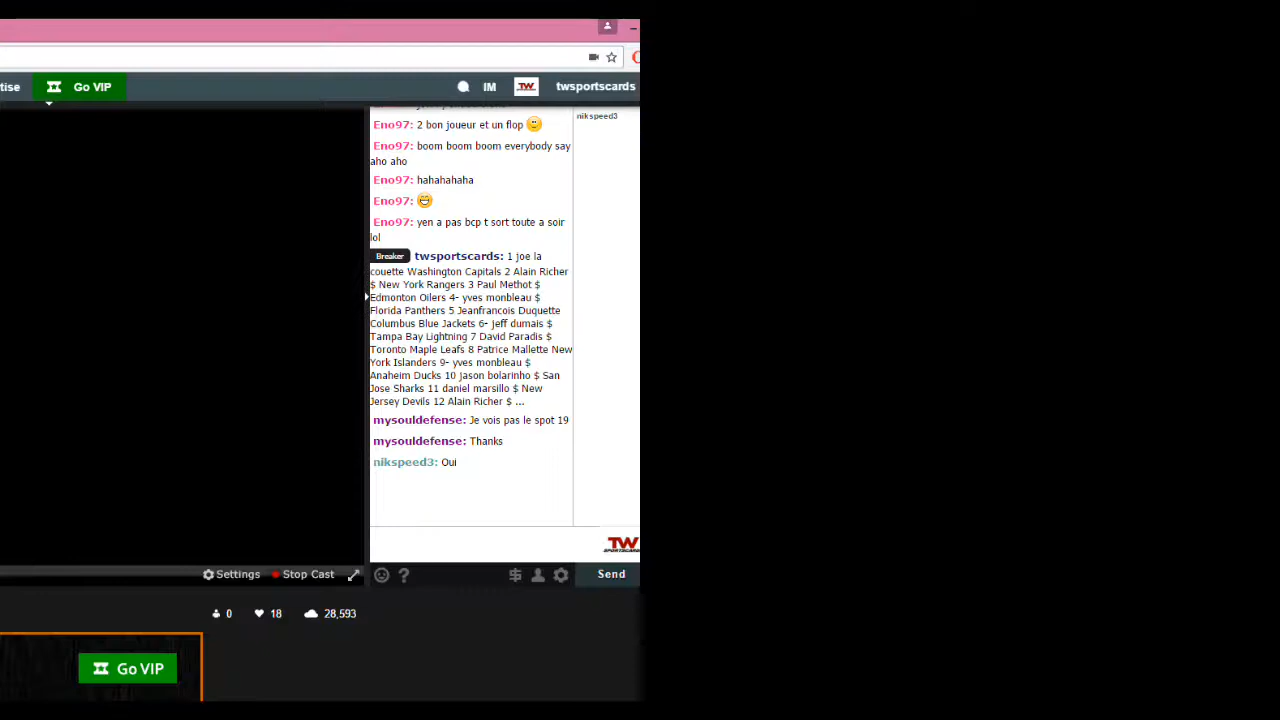 tise
Go VIP
IM
TW
twsportscards
Eno97: 2 bon joueur et un flop
Eno97: boom boom boom everybody say
aho aho
Eno97: hahahahaha
Eno97:
Eno97: yen a pas bcp t sort toute a soir
lol
Breaker twsportscards: 1 joe la
couette Washington Capitals 2 Alain Richer
$ New York Rangers 3 Paul Methot $
Edmonton Oilers 4- yves monbleau $
Florida Panthers 5 Jeanfrancois Duquette
Columbus Blue Jackets 6- jeff dumais $
Tampa Bay Lightning 7 David Paradis $
Toronto Maple Leafs 8 Patrice Mallette New
York Islanders 9- yves monbleau $
Anaheim Ducks 10 jason bolarinho $ San
Jose Sharks 11 daniel marsillo $ New
Jersey Devils 12 Alain Richer $ ...
mysouldefense: Je vois pas le spot 19
mysouldefense: Thanks
nikspeed3: Oui
nikspeed3
TW
SPORTSCARDS
Settings
Stop Cast
?
Send
0
18
28,593
Go VIP